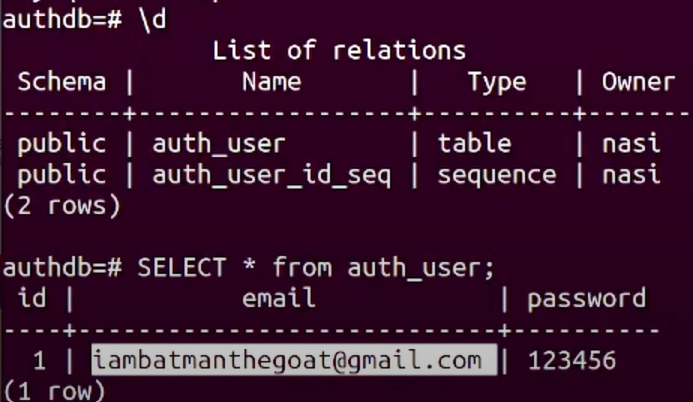 authdb=# \d
List of relations
Schema | Name | Type | Owner
--------+------------------+----------+-------
public | auth_user | table | nasi
public | auth_user_id_seq | sequence | nasi
(2 rows)
authdb=# SELECT * from auth_user;
id | email | password
----+----------------------------+----------
1 | iambatmanthegoat@gmail.com | 123456
(1 row)